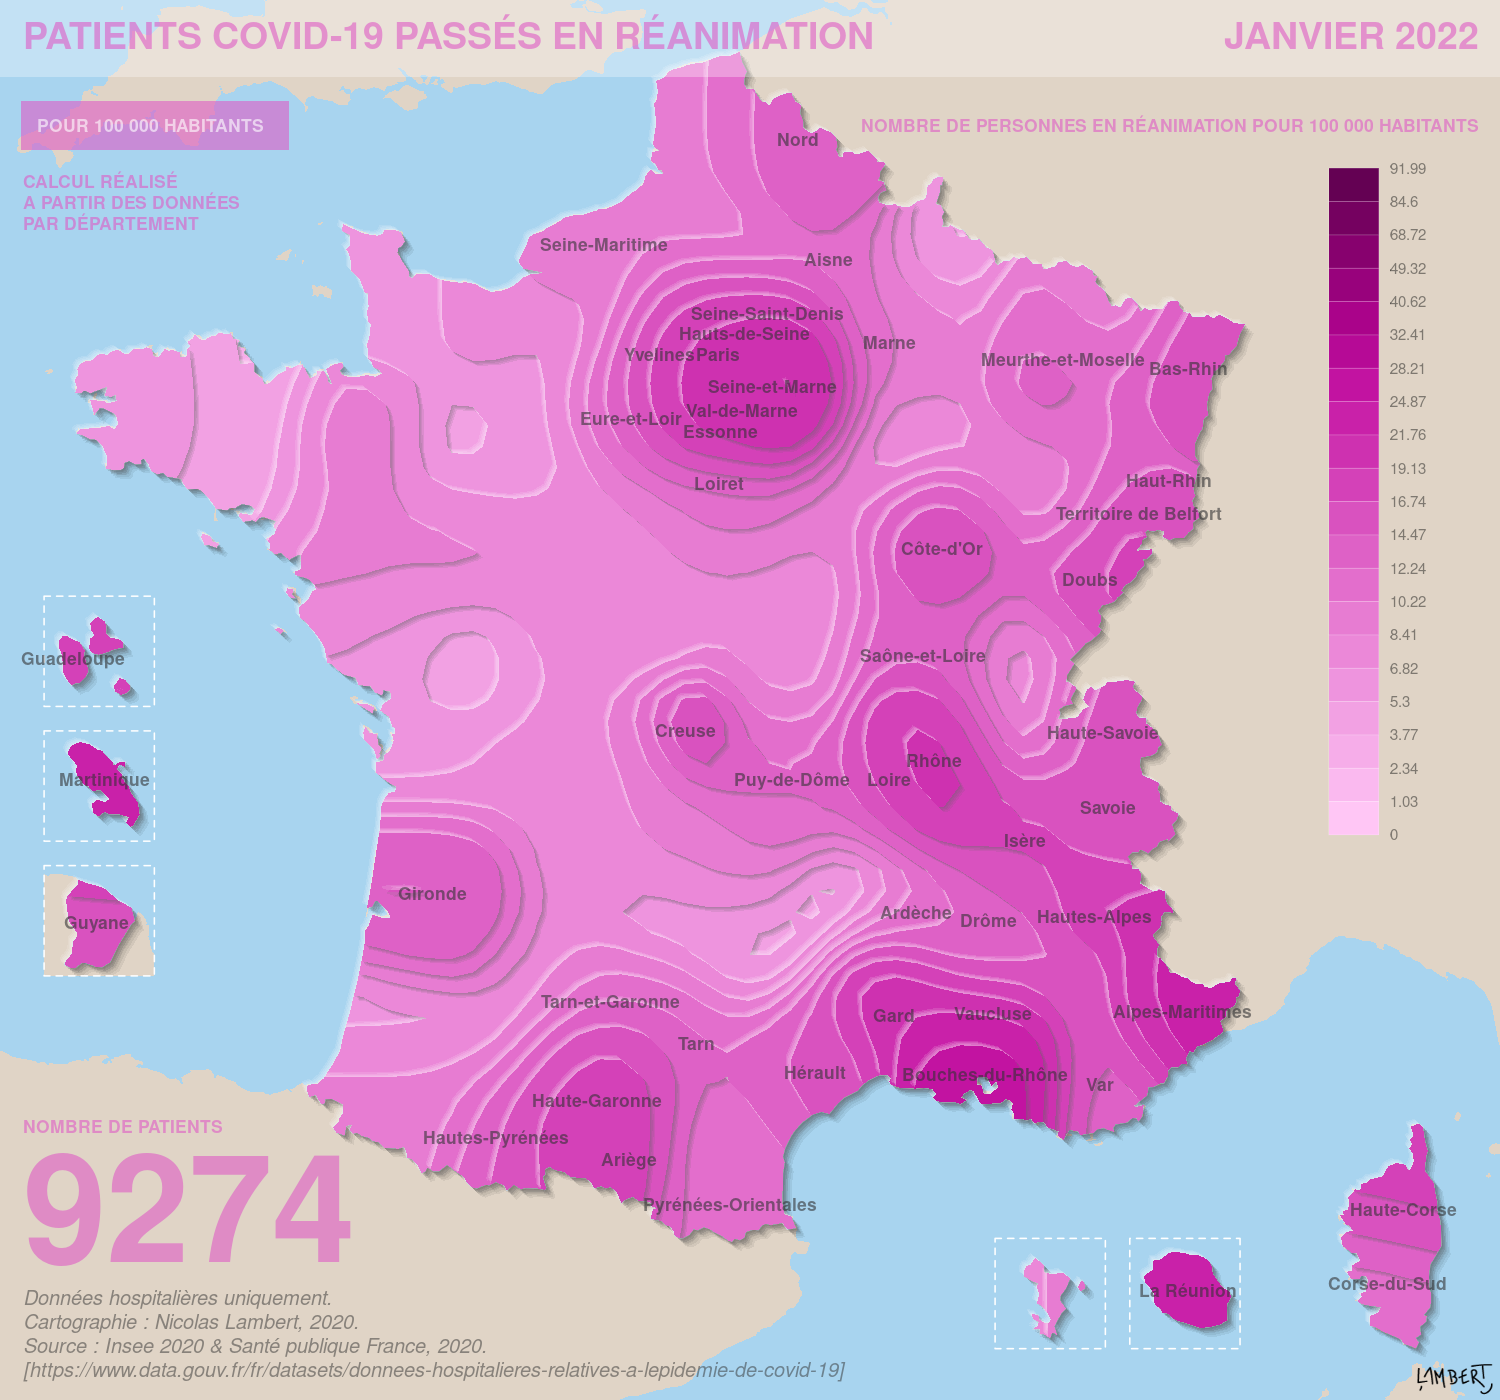 PATIENTS COVID-19 PASSÉS EN RÉANIMATION
JANVIER 2022
POUR 100 000 HABITANTS
CALCUL RÉALISÉ
A PARTIR DES DONNÉES
PAR DÉPARTEMENT
NOMBRE DE PERSONNES EN RÉANIMATION POUR 100 000 HABITANTS
91.99
84.6
68.72
49.32
40.62
32.41
28.21
24.87
21.76
19.13
16.74
14.47
12.24
10.22
8.41
6.82
5.3
3.77
2.34
1.03
0
Nord
Seine-Maritime
Aisne
Seine-Saint-Denis
Hauts-de-Seine
Marne
Yvelines Paris
Meurthe-et-Moselle
Bas-Rhin
Seine-et-Marne
Val-de-Marne
Eure-et-Loir
Essonne
Loiret
Haut-Rhin
Territoire de Belfort
Côte-d'Or
Doubs
Saône-et-Loire
Guadeloupe
Creuse
Haute-Savoie
Rhône
Martinique
Puy-de-Dôme
Loire
Savoie
Isère
Gironde
Ardèche
Drôme
Hautes-Alpes
Guyane
Tarn-et-Garonne
Gard
Vaucluse
Alpes-Maritimes
Tarn
Hérault
Bouches-du-Rhône
Var
Haute-Garonne
Hautes-Pyrénées
Ariège
Pyrénées-Orientales
Haute-Corse
Corse-du-Sud
La Réunion
NOMBRE DE PATIENTS
9274
Données hospitalières uniquement.
Cartographie : Nicolas Lambert, 2020.
Source : Insee 2020 & Santé publique France, 2020.
[https://www.data.gouv.fr/fr/datasets/donnees-hospitalieres-relatives-a-lepidemie-de-covid-19]
LAMBERT